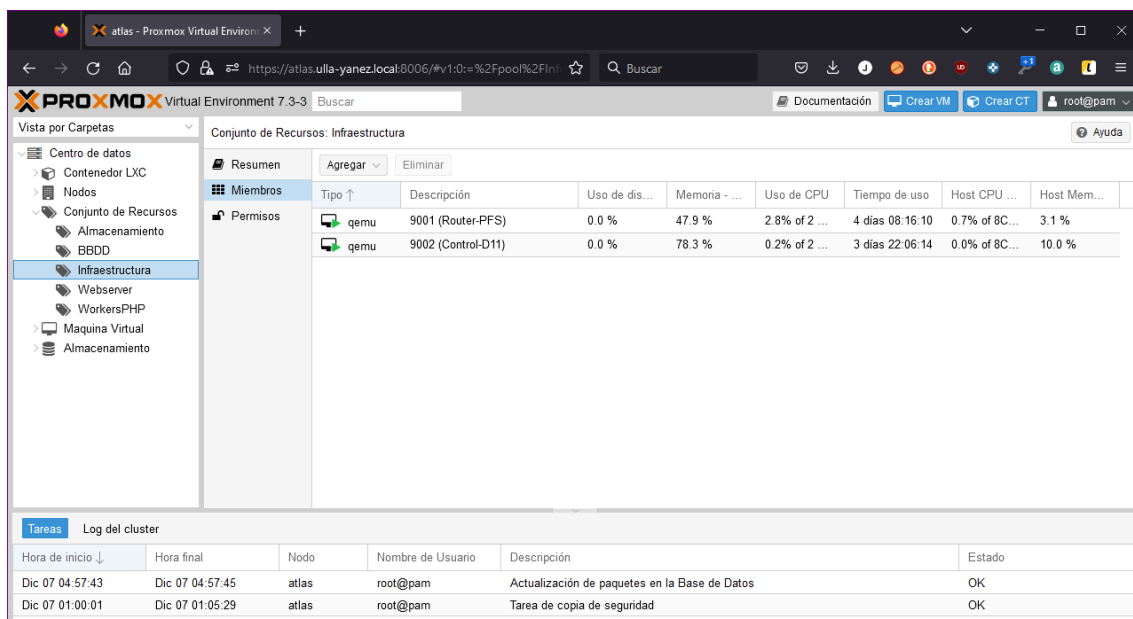 atlas - Proxmox Virtual Environm
https://atlas.ulla-yanez.local:8006/#v1:0:=%2Fpool%2FInf
Buscar
PROXMOX Virtual Environment 7.3-3 Buscar
Documentación Crear VM Crear CT root@pam
Vista por Carpetas
Centro de datos
Contenedor LXC
Nodos
Conjunto de Recursos
Almacenamiento
BBDD
Infraestructura
Webserver
WorkersPHP
Maquina Virtual
Almacenamiento
Conjunto de Recursos: Infraestructura
Ayuda
Resumen
Miembros
Permisos
Agregar Eliminar
Tipo Descripción Uso de dis... Memoria - ... Uso de CPU Tiempo de uso Host CPU ... Host Mem...
qemu 9001 (Router-PFS) 0.0 % 47.9 % 2.8% of 2 ... 4 días 08:16:10 0.7% of 8C... 3.1 %
qemu 9002 (Control-D11) 0.0 % 78.3 % 0.2% of 2 ... 3 días 22:06:14 0.0% of 8C... 10.0 %
Tareas Log del cluster
Hora de inicio Hora final Nodo Nombre de Usuario Descripción Estado
Dic 07 04:57:43 Dic 07 04:57:45 atlas root@pam Actualización de paquetes en la Base de Datos OK
Dic 07 01:00:01 Dic 07 01:05:29 atlas root@pam Tarea de copia de seguridad OK